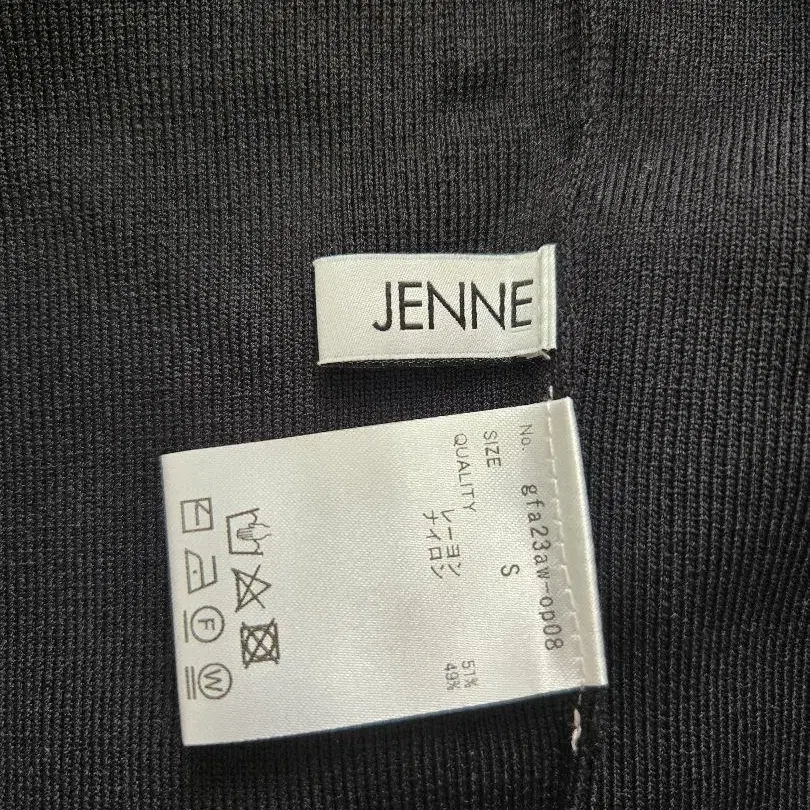 JENNE
No. gfa23aw-op08
SIZE S
QUALITY レーヨン 51%
ナイロン 49%
F
W